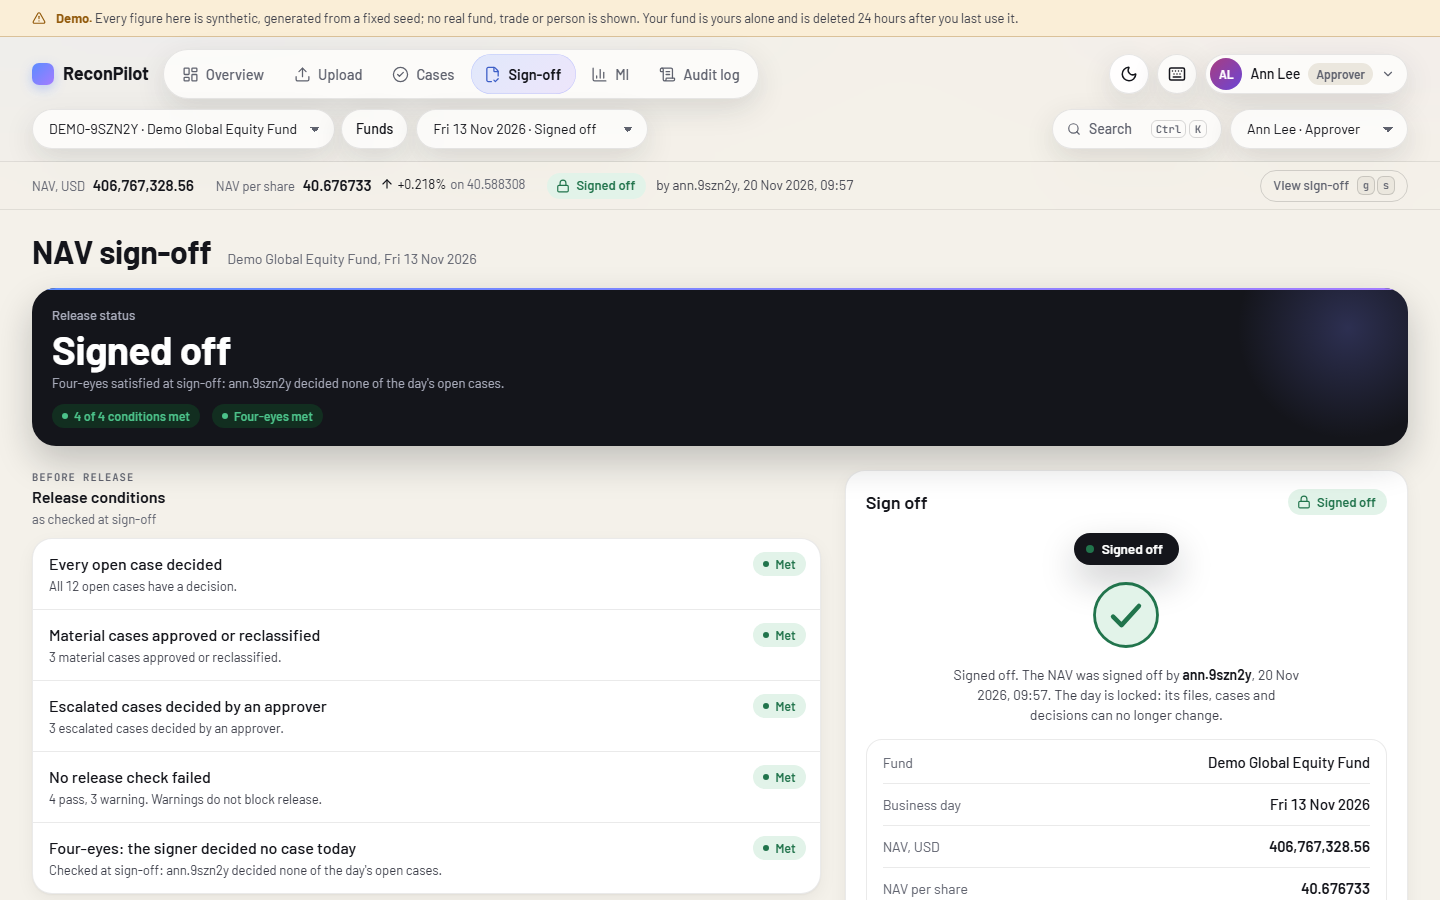 Demo. Every figure here is synthetic, generated from a fixed seed; no real fund, trade or person is shown. Your fund is yours alone and is deleted 24 hours after you last use it.
ReconPilot
Overview
Upload
Cases
Sign-off
MI
Audit log
AL
Ann Lee
Approver
DEMO-9SZN2Y · Demo Global Equity Fund
Funds
Fri 13 Nov 2026 · Signed off
Search
Ctrl
K
Ann Lee · Approver
NAV, USD 406,767,328.56
NAV per share 40.676733
+0.218% on 40.588308
Signed off
by ann.9szn2y, 20 Nov 2026, 09:57
View sign-off
g
s
NAV sign-off
Demo Global Equity Fund, Fri 13 Nov 2026
Release status
Signed off
Four-eyes satisfied at sign-off: ann.9szn2y decided none of the day's open cases.
4 of 4 conditions met
Four-eyes met
BEFORE RELEASE
Release conditions
as checked at sign-off
Every open case decided
Met
All 12 open cases have a decision.
Material cases approved or reclassified
Met
3 material cases approved or reclassified.
Escalated cases decided by an approver
Met
3 escalated cases decided by an approver.
No release check failed
Met
4 pass, 3 warning. Warnings do not block release.
Four-eyes: the signer decided no case today
Met
Checked at sign-off: ann.9szn2y decided none of the day's open cases.
Sign off
Signed off
Signed off
Signed off. The NAV was signed off by ann.9szn2y, 20 Nov
2026, 09:57. The day is locked: its files, cases and
decisions can no longer change.
Fund
Demo Global Equity Fund
Business day
Fri 13 Nov 2026
NAV, USD
406,767,328.56
NAV per share
40.676733